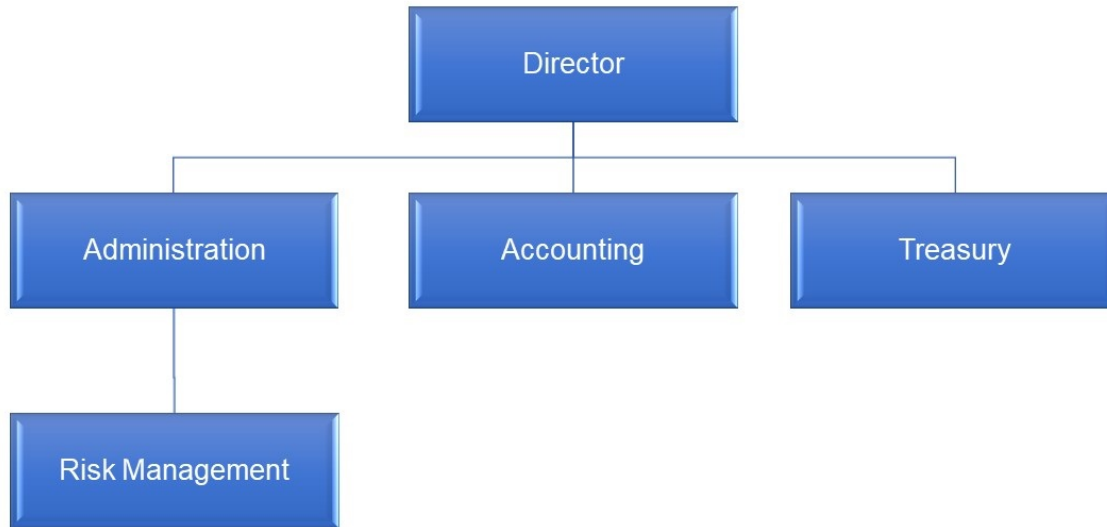 Director
Administration
Accounting
Treasury
Risk Management